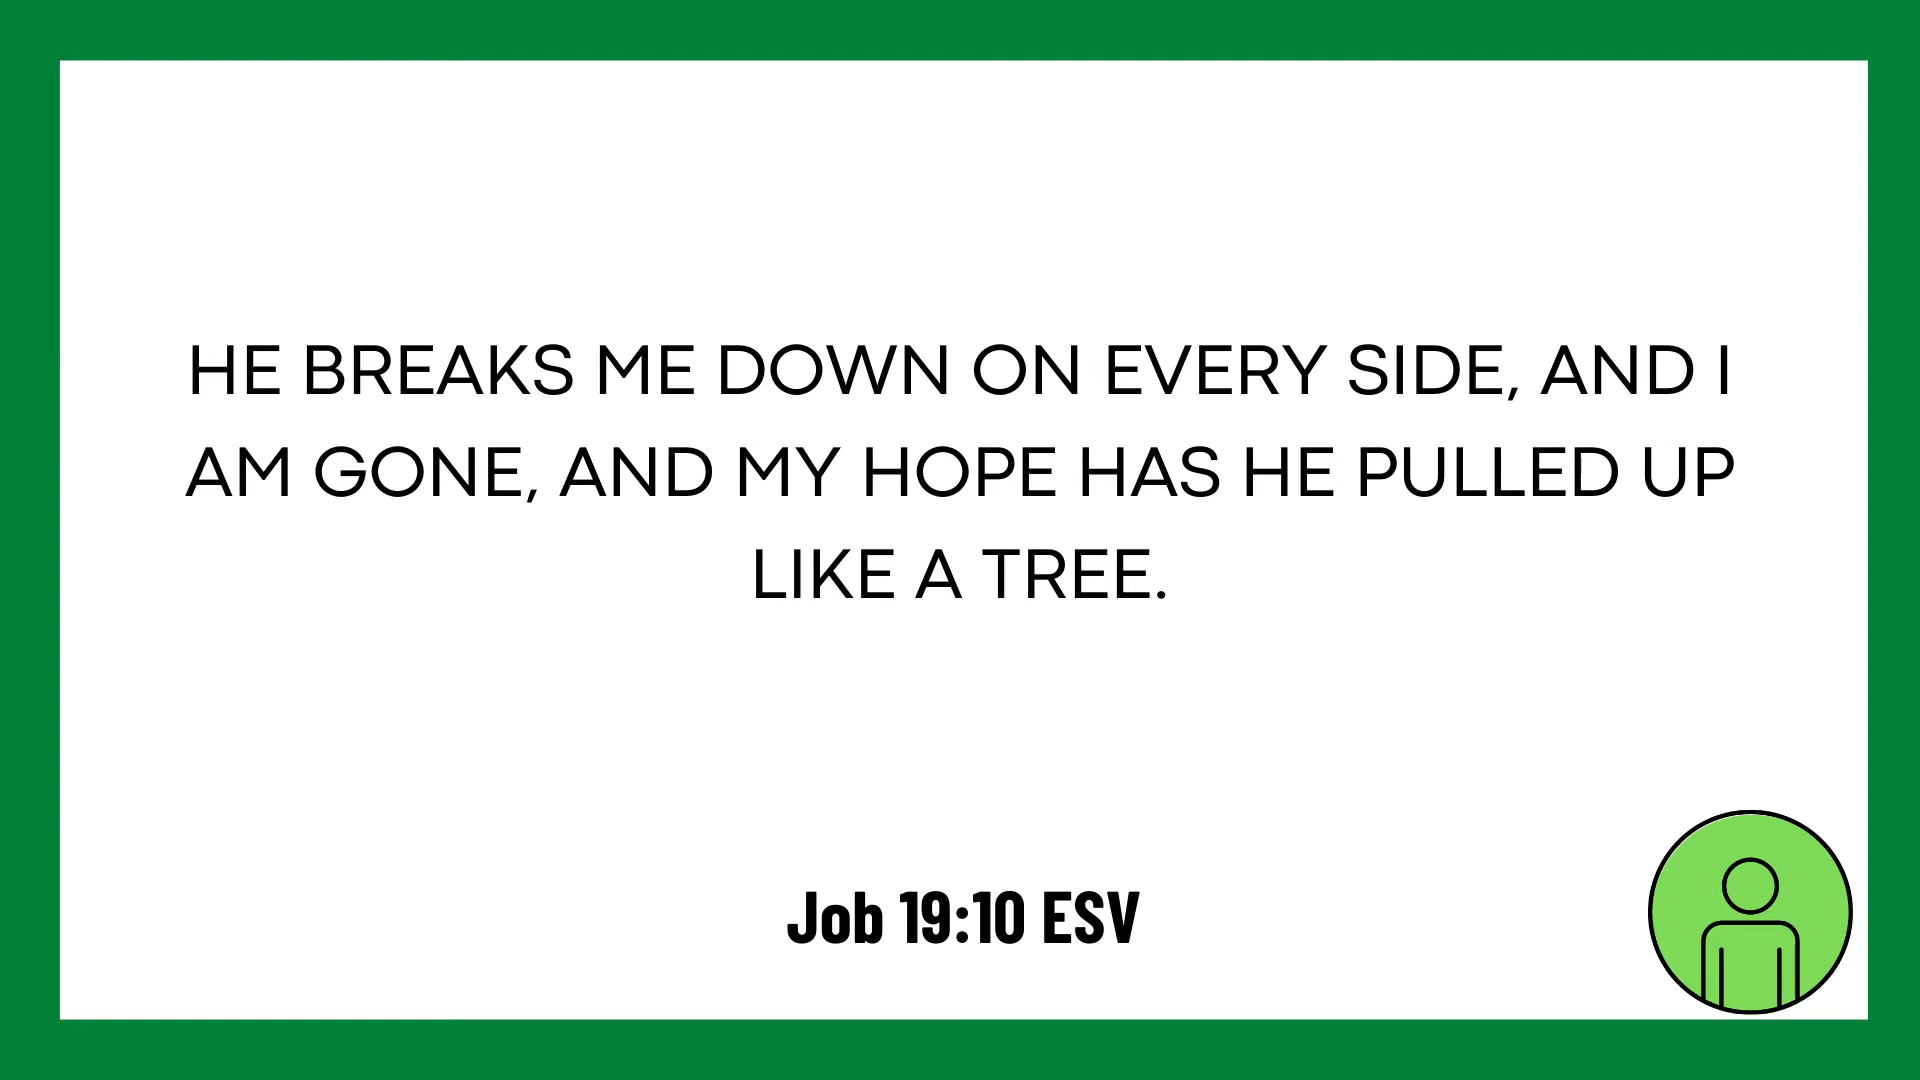 HE BREAKS ME DOWN ON EVERY SIDE, AND I
AM GONE, AND MY HOPE HAS HE PULLED UP
LIKE A TREE.
Job 19:10 ESV